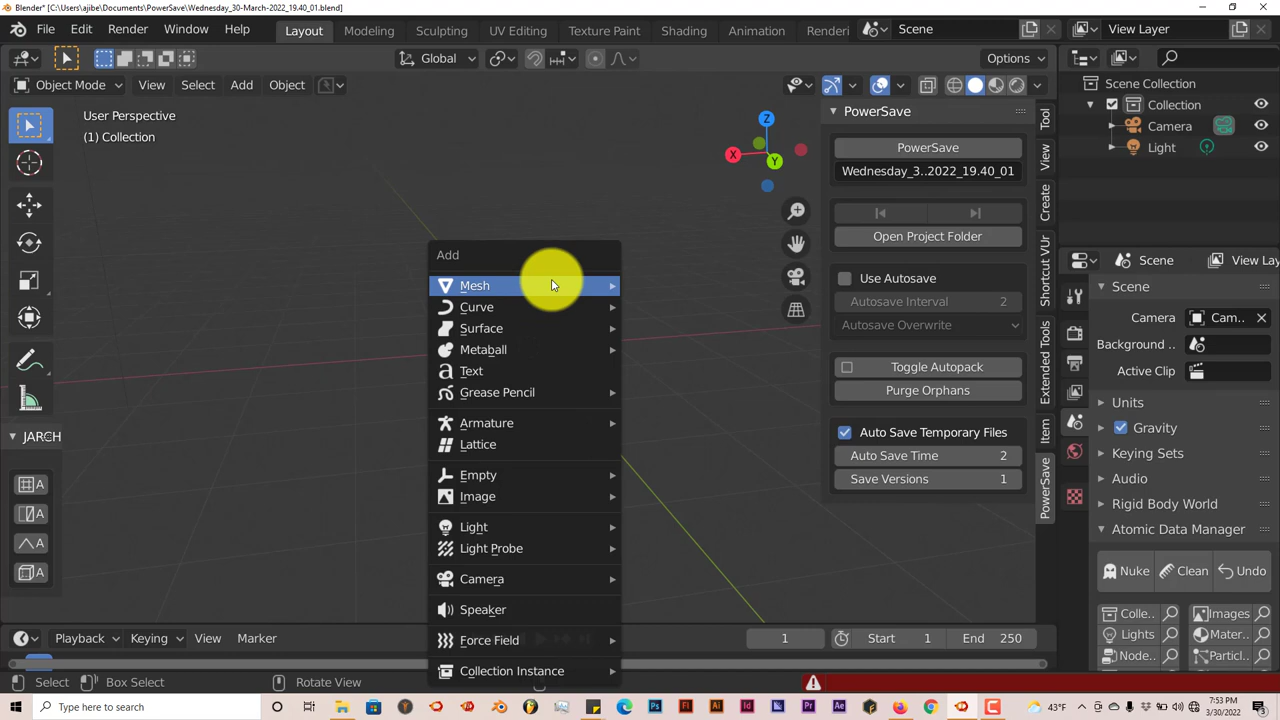 Blender* [C:\Users\ajibe\Documents\PowerSave\Wednesday_30-March-2022_19.40_01.blend]
File Edit Render Window Help Layout Modeling Sculpting UV Editing Texture Paint Shading Animation Renderi Scene View Layer
Global Options
Object Mode View Select Add Object
User Perspective
(1) Collection
Z
X
Y
JARCH
A
A
A
A
Add
Mesh
Curve
Surface
Metaball
Text
Grease Pencil
Armature
Lattice
Empty
Image
Light
Light Probe
Camera
Speaker
Force Field
Collection Instance
PowerSave
PowerSave
Wednesday_3..2022_19.40_01
Open Project Folder
Use Autosave
Autosave Interval 2
Autosave Overwrite
Toggle Autopack
Purge Orphans
Auto Save Temporary Files
Auto Save Time 2
Save Versions 1
Tool
View
Create
Shortcut VUr
Extended Tools
Item
PowerSave
Scene Collection
Collection
Camera
Light
Scene View Lay
Scene
Camera Cam...
Background ..
Active Clip
Units
Gravity
Keying Sets
Audio
Rigid Body World
Atomic Data Manager
Nuke Clean Undo
Colle... Images
Lights Mater...
Node... Particl...
Playback Keying View Marker 1 Start 1 End 250
Select Box Select Rotate View
Type here to search
43°F
7:53 PM
3/30/2022